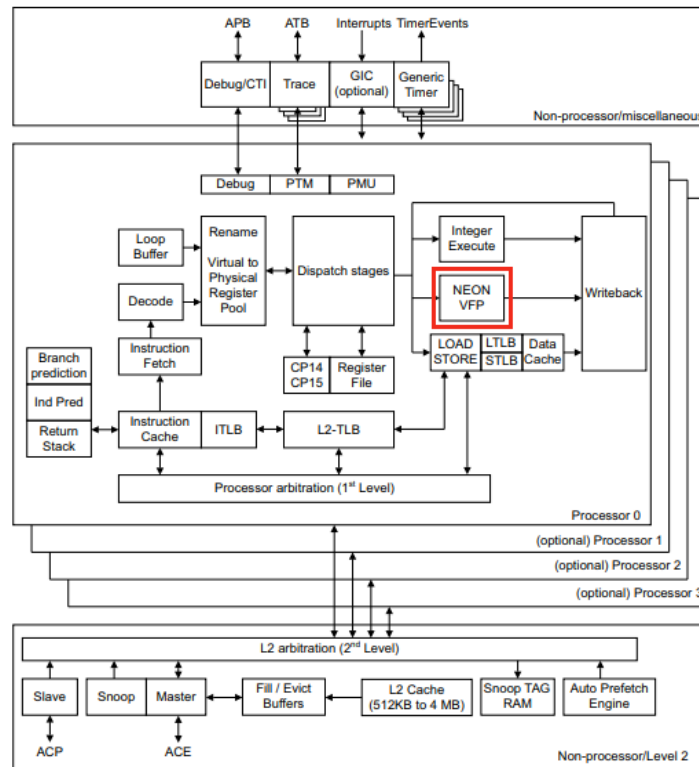 APB
ATB
Interrupts
TimerEvents
Debug/CTI
Trace
GIC
(optional)
Generic
Timer
Non-processor/miscellaneous
Debug
PTM
PMU
Loop
Buffer
Rename
Virtual to
Physical
Register
Pool
Dispatch stages
Integer
Execute
NEON
VFP
Writeback
Decode
Instruction
Fetch
Branch
prediction
Ind Pred
Return
Stack
CP14
CP15
Register
File
LOAD
STORE
LTLB
STLB
Data
Cache
Instruction
Cache
ITLB
L2-TLB
Processor arbitration (1st Level)
Processor 0
(optional) Processor 1
(optional) Processor 2
(optional) Processor 3
L2 arbitration (2nd Level)
Slave
Snoop
Master
Fill / Evict
Buffers
L2 Cache
(512KB to 4 MB)
Snoop TAG
RAM
Auto Prefetch
Engine
ACP
ACE
Non-processor/Level 2